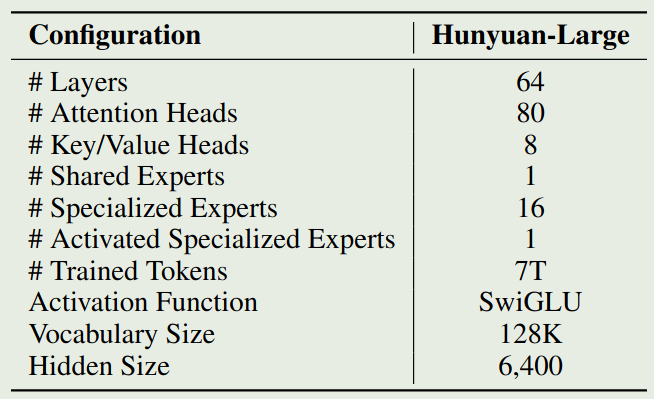 Configuration Hunyuan-Large
# Layers 64
# Attention Heads 80
# Key/Value Heads 8
# Shared Experts 1
# Specialized Experts 16
# Activated Specialized Experts 1
# Trained Tokens 7T
Activation Function SwiGLU
Vocabulary Size 128K
Hidden Size 6,400